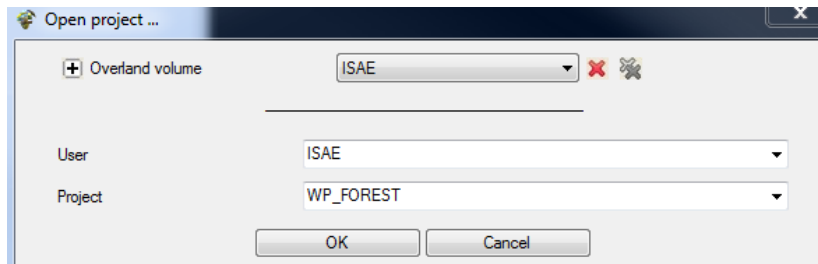 Open project ...
Overland volume ISAE
User ISAE
Project WP_FOREST
OK Cancel